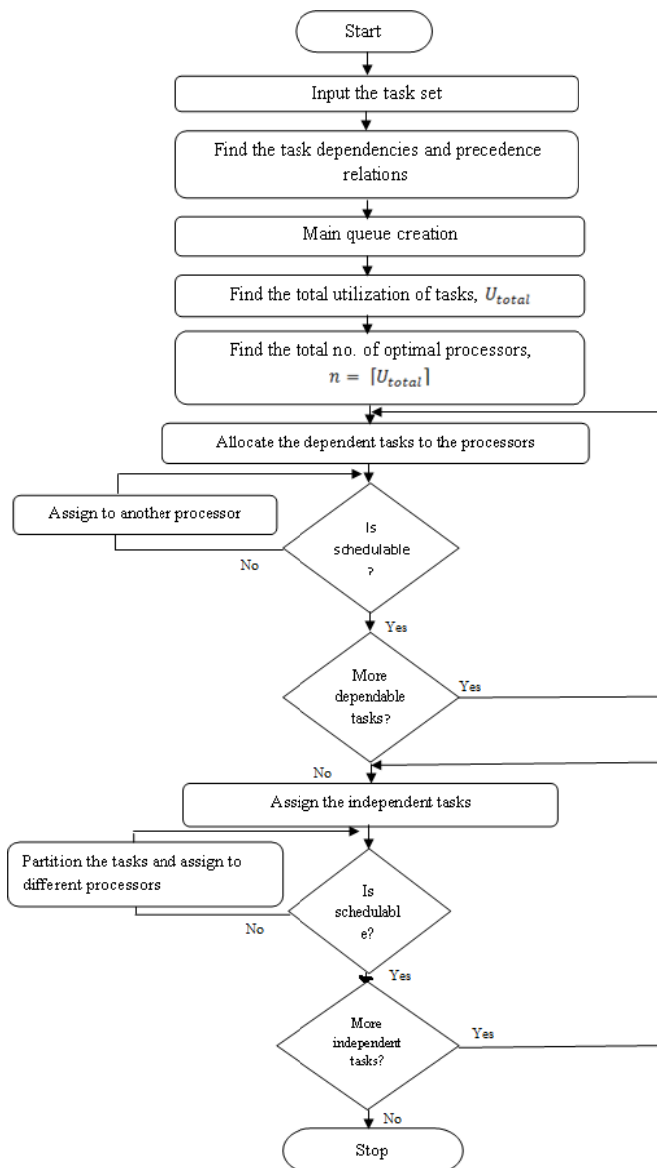 Start
Input the task set
Find the task dependencies and precedence
relations
Main queue creation
Find the total utilization of tasks, U_total
Find the total no. of optimal processors,
n = ⌈U_total⌉
Allocate the dependent tasks to the processors
Assign to another processor
Is
schedulable
?
No
Yes
More
dependable
tasks?
Yes
No
Assign the independent tasks
Partition the tasks and assign to
different processors
Is
schedulabl
e?
No
Yes
More
independent
tasks?
Yes
No
Stop